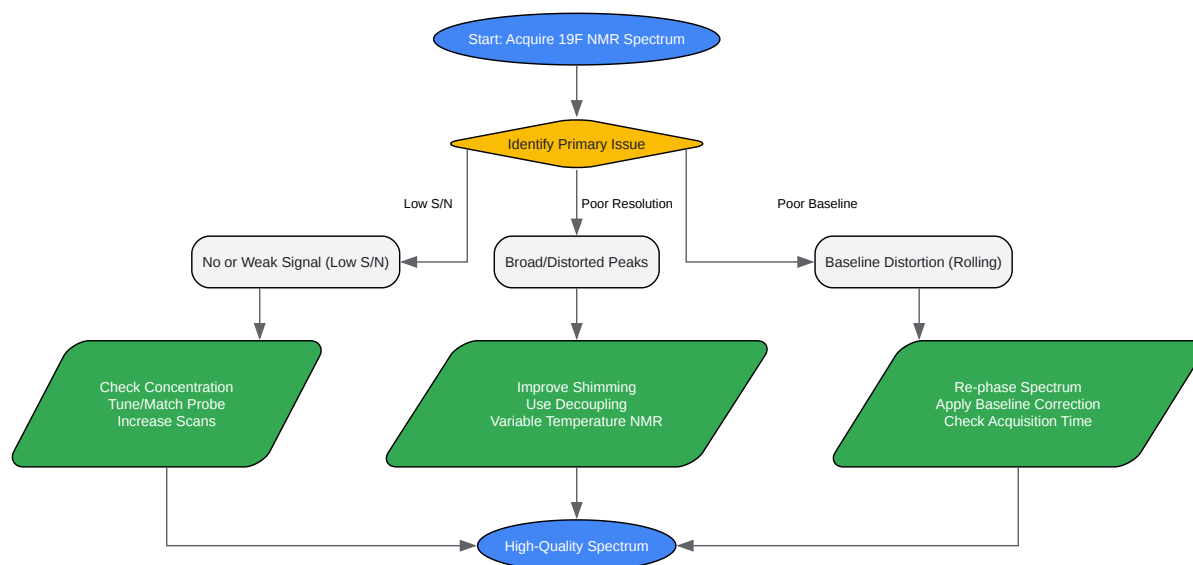 Start: Acquire 19F NMR Spectrum
Identify Primary Issue
Low S/N
Poor Resolution
Poor Baseline
No or Weak Signal (Low S/N)
Broad/Distorted Peaks
Baseline Distortion (Rolling)
Check Concentration
Tune/Match Probe
Increase Scans
Improve Shimming
Use Decoupling
Variable Temperature NMR
Re-phase Spectrum
Apply Baseline Correction
Check Acquisition Time
High-Quality Spectrum